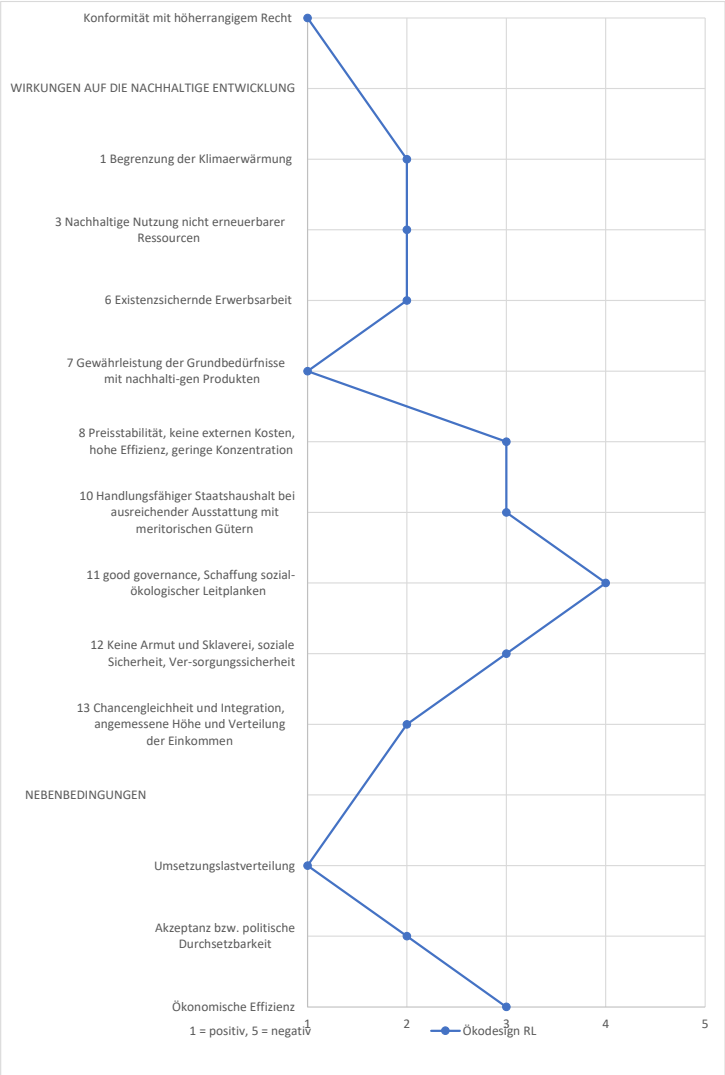 Konformität mit höherrangigem Recht
WIRKUNGEN AUF DIE NACHHALTIGE ENTWICKLUNG
1 Begrenzung der Klimaerwärmung
3 Nachhaltige Nutzung nicht erneuerbarer
Ressourcen
6 Existenzsichernde Erwerbsarbeit
7 Gewährleistung der Grundbedürfnisse
mit nachhalti-gen Produkten
8 Preisstabilität, keine externen Kosten,
hohe Effizienz, geringe Konzentration
10 Handlungsfähiger Staatshaushalt bei
ausreichender Ausstattung mit
meritorischen Gütern
11 good governance, Schaffung sozial-
ökologischer Leitplanken
12 Keine Armut und Sklaverei, soziale
Sicherheit, Ver-sorgungssicherheit
13 Chancengleichheit und Integration,
angemessene Höhe und Verteilung
der Einkommen
NEBENBEDINGUNGEN
Umsetzungslastverteilung
Akzeptanz bzw. politische
Durchsetzbarkeit
Ökonomische Effizienz
1 2 3 4 5
1 = positiv, 5 = negativ
Ökodesign RL